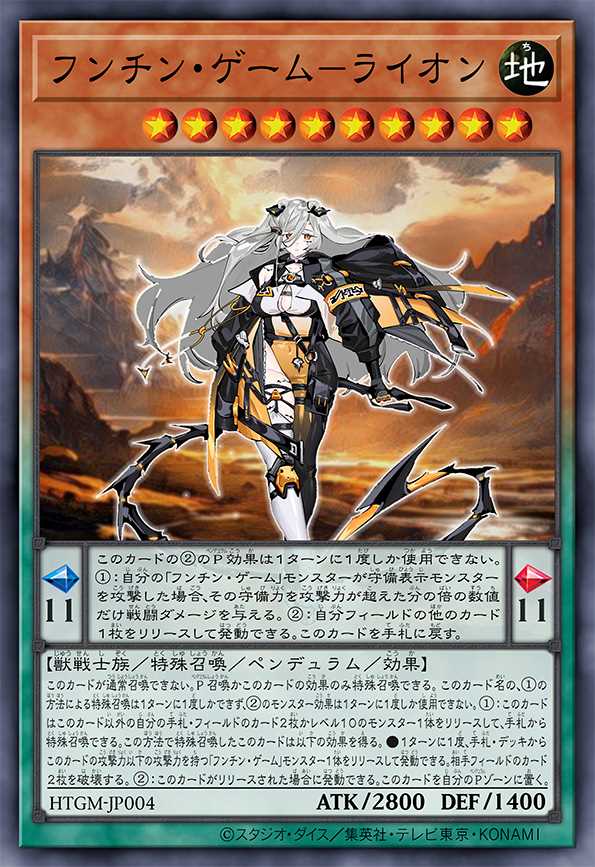 フンチン・ゲームーライオン
地
このカードの②のP効果は1ターンに1度しか使用できない。
①:自分の「フンチン・ゲーム」モンスターが守備表示モンスター
を攻撃した場合、その守備力を攻撃力が超えた分の倍の数値
だけ戦闘ダメージを与える。②:自分フィールドの他のカード
1枚をリリースして発動できる。このカードを手札に戻す。
11
11
【獣戦士族/特殊召喚/ペンデュラム/効果】
このカードが通常召喚できない。P召喚かこのカードの効果のみ特殊召喚できる。このカード名の、①の
方法による特殊召喚は1ターンに1度しかできず、②のモンスター効果は1ターンに1度しか使用できない。①:このカード
はこのカード以外の自分の手札・フィールドのカード2枚かレベル10のモンスター1体をリリースして、手札から
特殊召喚できる。この方法で特殊召喚したこのカードは以下の効果を得る。●1ターンに1度、手札・デッキから
このカードの攻撃力以下の攻撃力を持つ「フンチン・ゲーム」モンスター1体をリリースして発動できる。相手フィールドのカード
2枚を破壊する。②:このカードがリリースされた場合に発動できる。このカードを自分のPゾーンに置く。
HTGM-JP004 ATK/2800 DEF/1400
©スタジオ・ダイス/集英社・テレビ東京・KONAMI